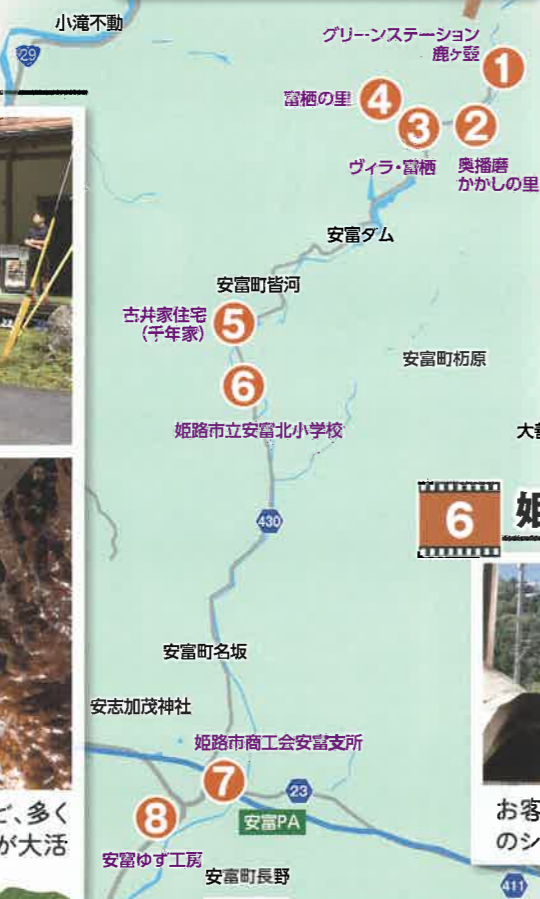 小滝不動
29
グリーンステーション
鹿ヶ壺
1
富栖の里
4
3
2
ヴィラ・富栖
奥播磨
かかしの里
安富ダム
安富町皆河
古井家住宅
(千年家)
5
安富町栃原
6
姫路市立安富北小学校
430
6
安富町名坂
安志加茂神社
姫路市商工会安富支所
7
23
8
安富PA
安富ゆず工房
安富町長野
411
ど、多く
が大活
お客
のシ